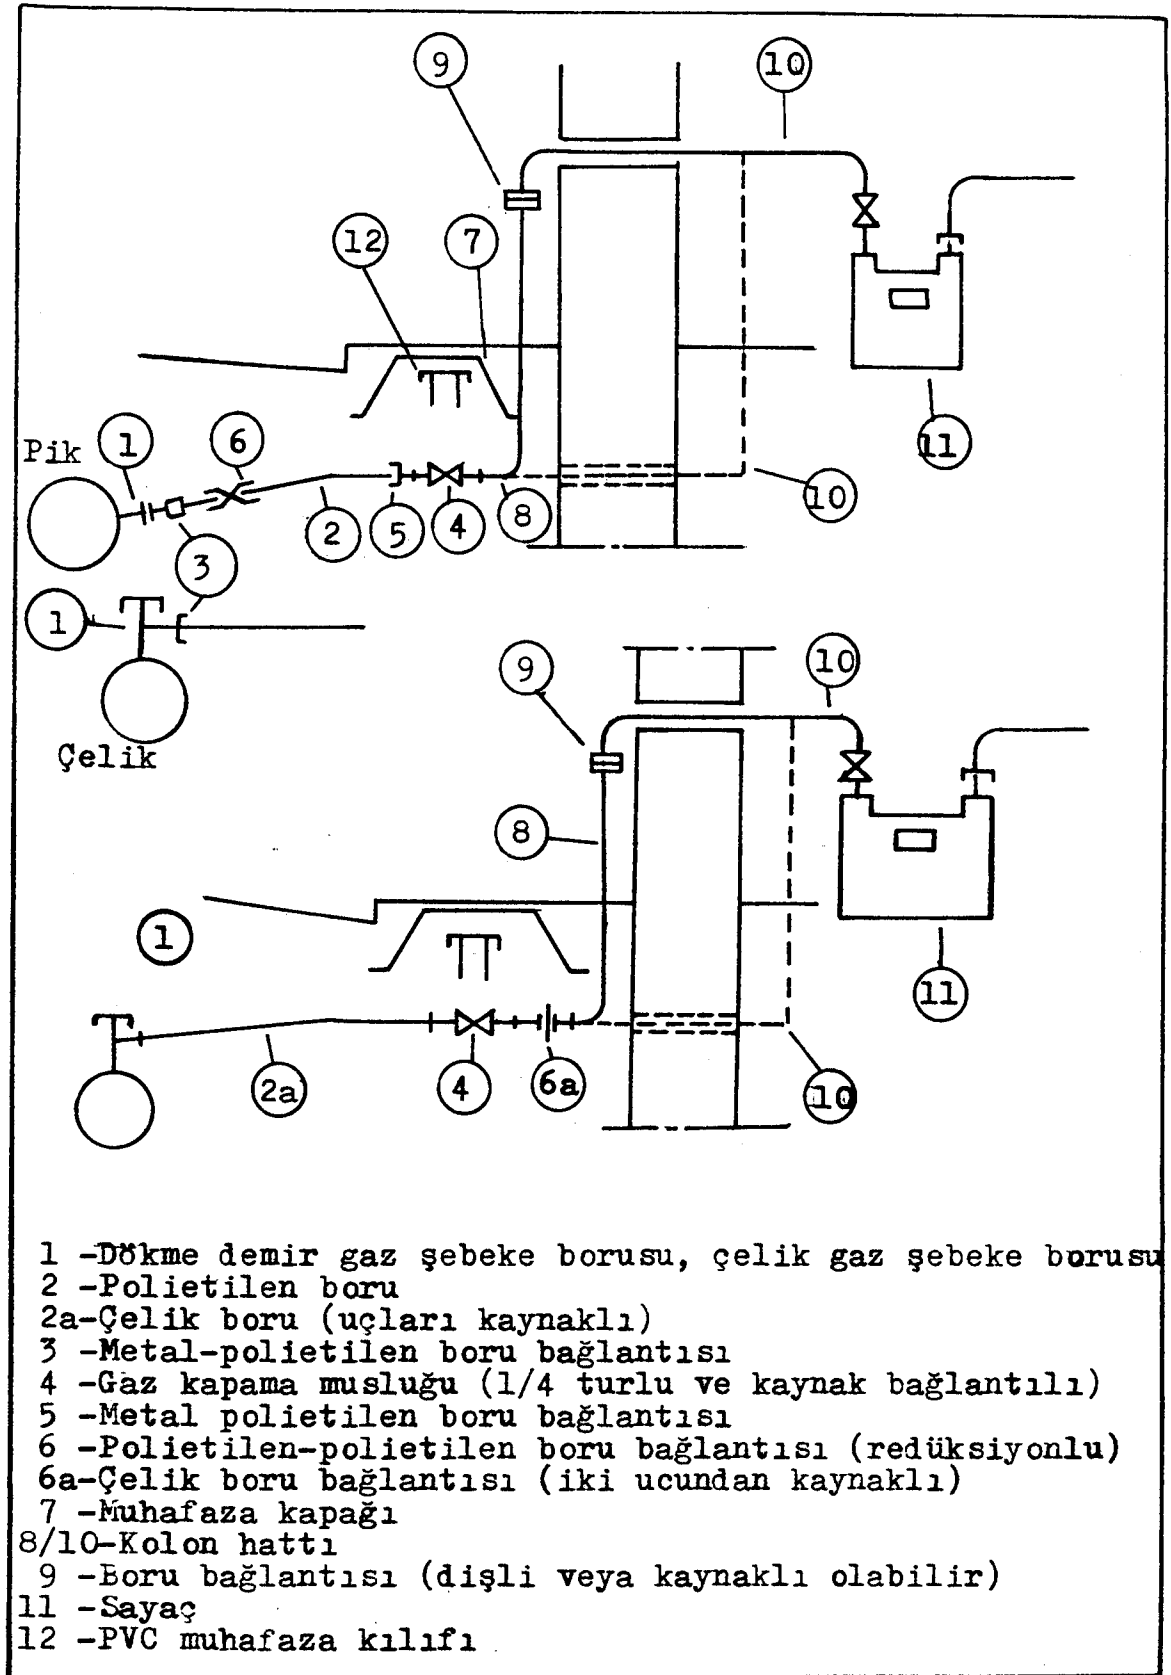 9
10
12
7
Pik
1
6
11
2
5
4
8
10
3
1
Çelik
9
10
8
1
11
2a
4
6a
10
1 -Dökme demir gaz şebeke borusu, çelik gaz şebeke borusu
2 -Polietilen boru
2a-Çelik boru (uçları kaynaklı)
3 -Metal-polietilen boru bağlantısı
4 -Gaz kapama musluğu (1/4 turlu ve kaynak bağlantılı)
5 -Metal polietilen boru bağlantısı
6 -Polietilen-polietilen boru bağlantısı (redüksiyonlu)
6a-Çelik boru bağlantısı (iki ucundan kaynaklı)
7 -Muhafaza kapağı
8/10-Kolon hattı
9 -Boru bağlantısı (dişli veya kaynaklı olabilir)
11 -Sayaç
12 -PVC muhafaza kılıfı